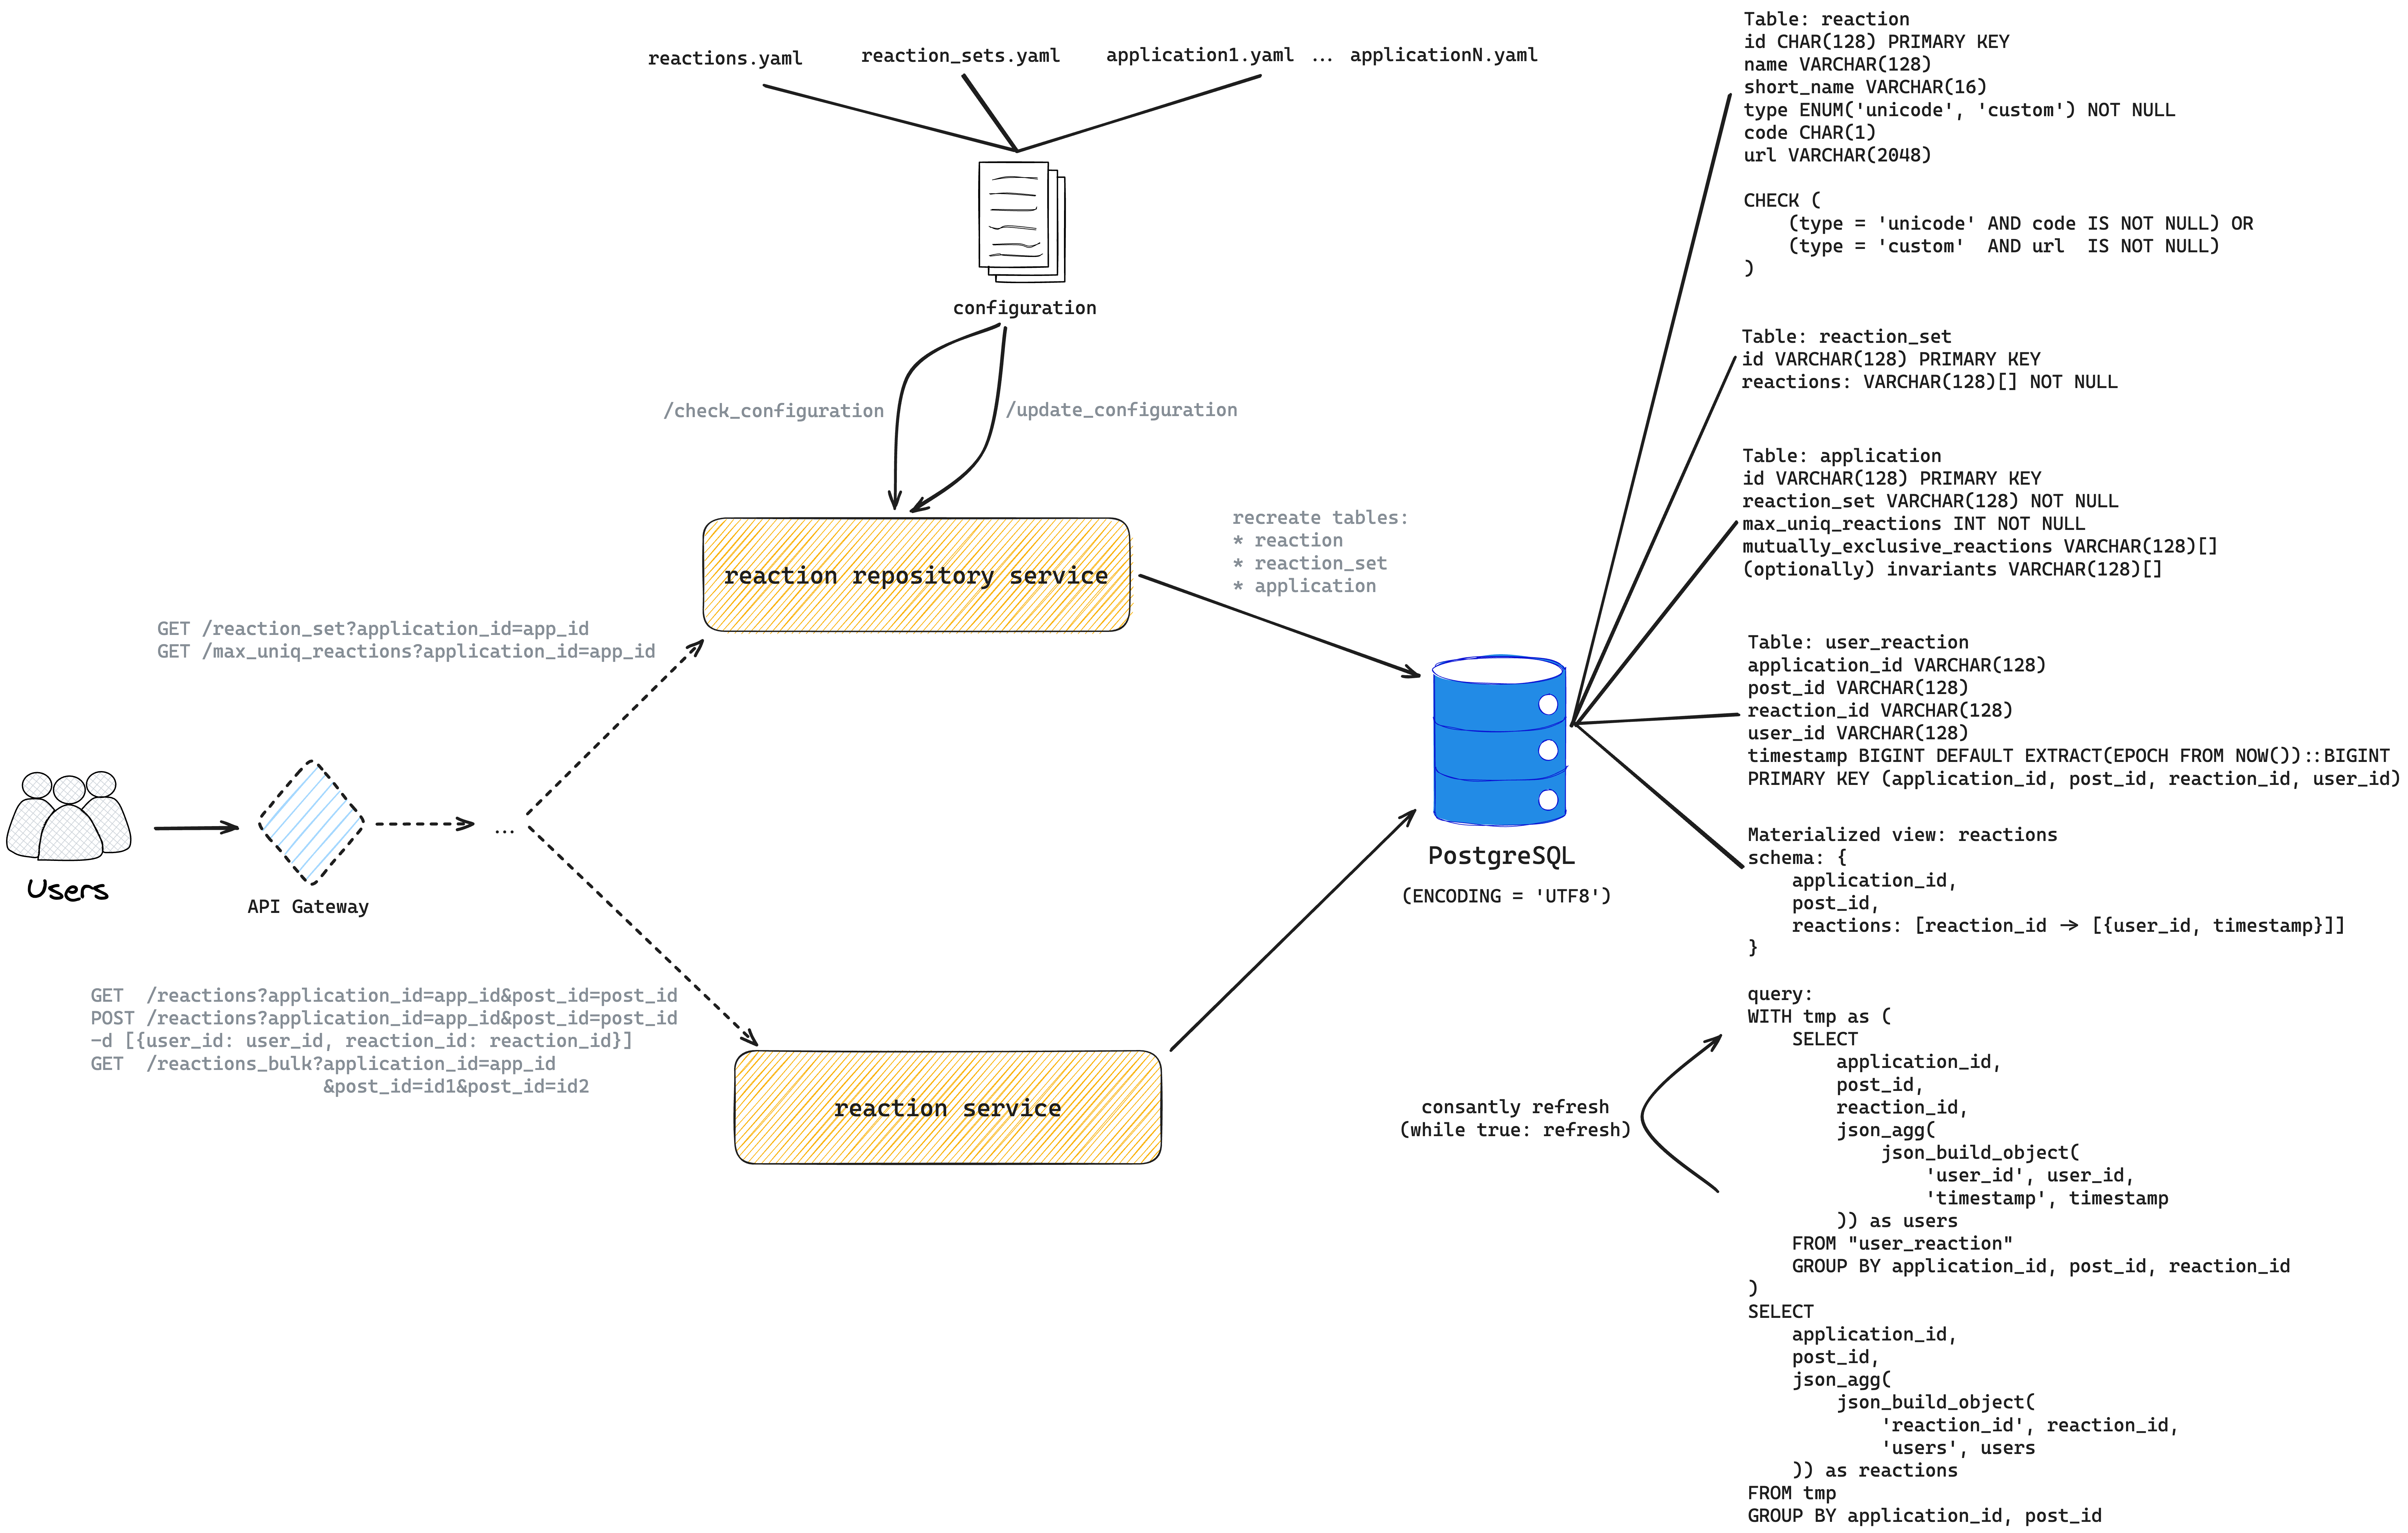 reactions.yaml
reaction_sets.yaml
application1.yaml ... applicationN.yaml
configuration
/check_configuration
/update_configuration
reaction repository service
recreate tables:
* reaction
* reaction_set
* application
GET /reaction_set?application_id=app_id
GET /max_uniq_reactions?application_id=app_id
Users
API Gateway
...
GET  /reactions?application_id=app_id&post_id=post_id
POST /reactions?application_id=app_id&post_id=post_id
-d [{user_id: user_id, reaction_id: reaction_id}]
GET  /reactions_bulk?application_id=app_id
&post_id=id1&post_id=id2
reaction service
PostgreSQL
(ENCODING = 'UTF8')
Table: reaction
id CHAR(128) PRIMARY KEY
name VARCHAR(128)
short_name VARCHAR(16)
type ENUM('unicode', 'custom') NOT NULL
code CHAR(1)
url VARCHAR(2048)
CHECK (
(type = 'unicode' AND code IS NOT NULL) OR
(type = 'custom'  AND url  IS NOT NULL)
)
Table: reaction_set
id VARCHAR(128) PRIMARY KEY
reactions: VARCHAR(128)[] NOT NULL
Table: application
id VARCHAR(128) PRIMARY KEY
reaction_set VARCHAR(128) NOT NULL
max_uniq_reactions INT NOT NULL
mutually_exclusive_reactions VARCHAR(128)[]
(optionally) invariants VARCHAR(128)[]
Table: user_reaction
application_id VARCHAR(128)
post_id VARCHAR(128)
reaction_id VARCHAR(128)
user_id VARCHAR(128)
timestamp BIGINT DEFAULT EXTRACT(EPOCH FROM NOW())::BIGINT
PRIMARY KEY (application_id, post_id, reaction_id, user_id)
Materialized view: reactions
schema: {
application_id,
post_id,
reactions: [reaction_id -> [{user_id, timestamp}]]
}
consantly refresh
(while true: refresh)
query:
WITH tmp as (
SELECT
application_id,
post_id,
reaction_id,
json_agg(
json_build_object(
'user_id', user_id,
'timestamp', timestamp
)) as users
FROM "user_reaction"
GROUP BY application_id, post_id, reaction_id
)
SELECT
application_id,
post_id,
json_agg(
json_build_object(
'reaction_id', reaction_id,
'users', users
)) as reactions
FROM tmp
GROUP BY application_id, post_id